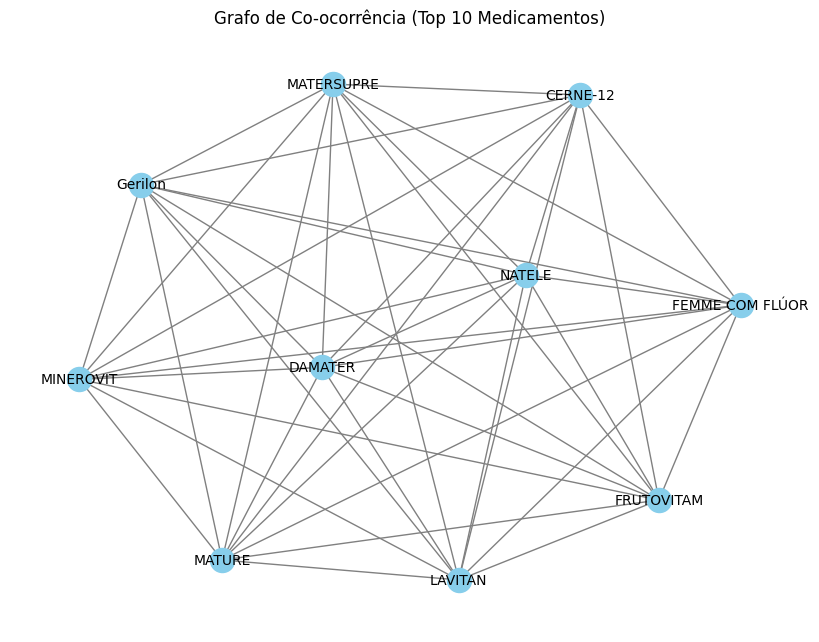 Grafo de Co-ocorrência (Top 10 Medicamentos)
MATERSUPRE
CERNE-12
Gerilon
NATELE
FEMME COM FLÚOR
DAMATER
MINEROVIT
FRUTOVITAM
MATURE
LAVITAN